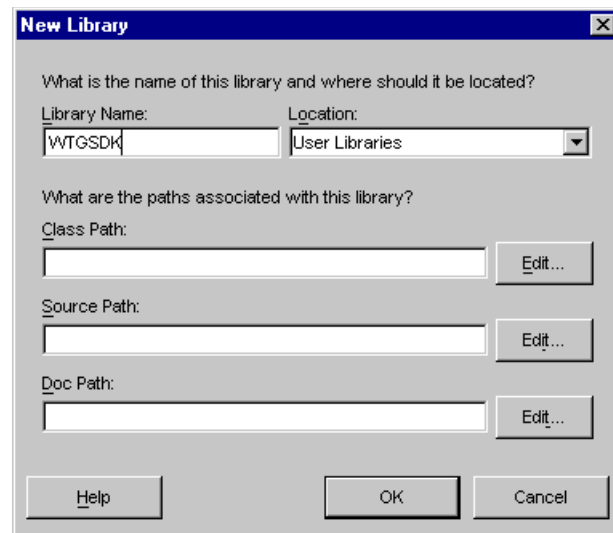 New Library
What is the name of this library and where should it be located?
Library Name: Location:
WTGSDK User Libraries
What are the paths associated with this library?
Class Path:
Edit...
Source Path:
Edit...
Doc Path:
Edit...
Help OK Cancel